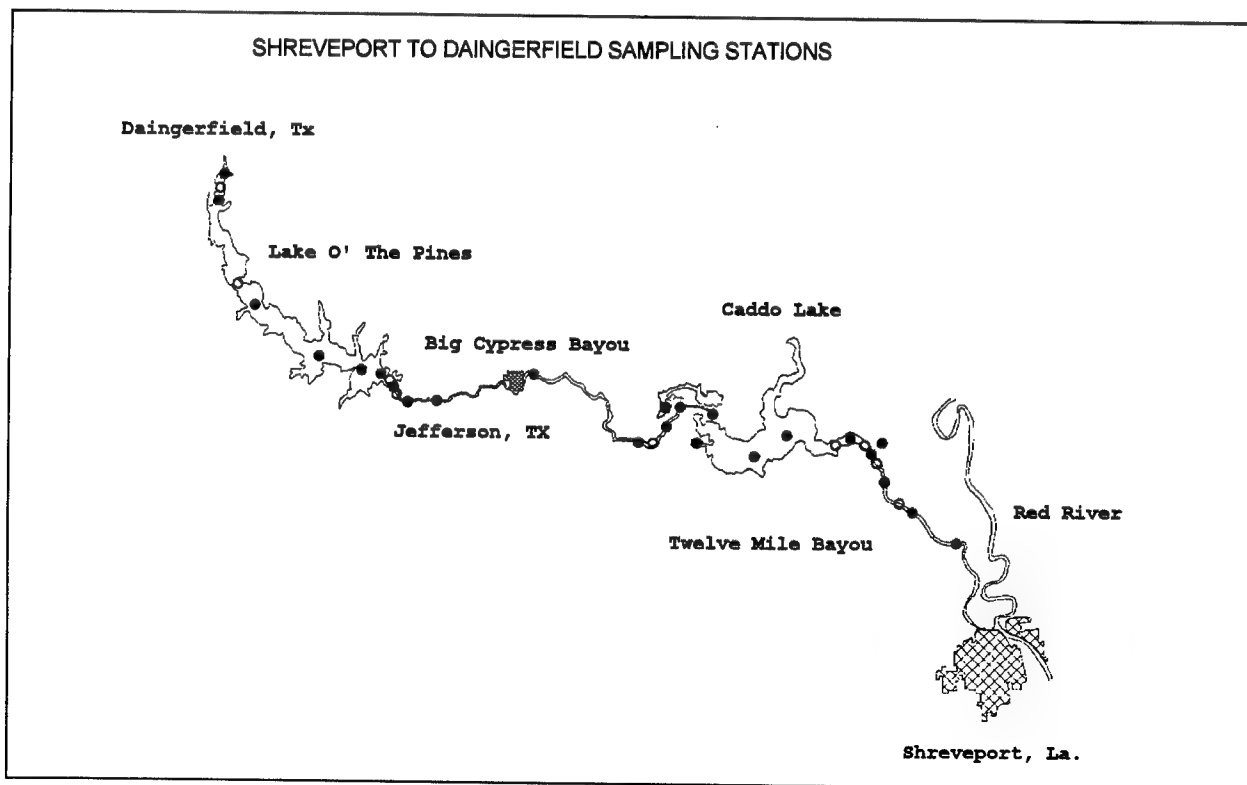 SHREVEPORT TO DAINGERFIELD SAMPLING STATIONS
Daingerfield, Tx
Lake O' The Pines
Caddo Lake
Big Cypress Bayou
Jefferson, TX
Red River
Twelve Mile Bayou
Shreveport, La.